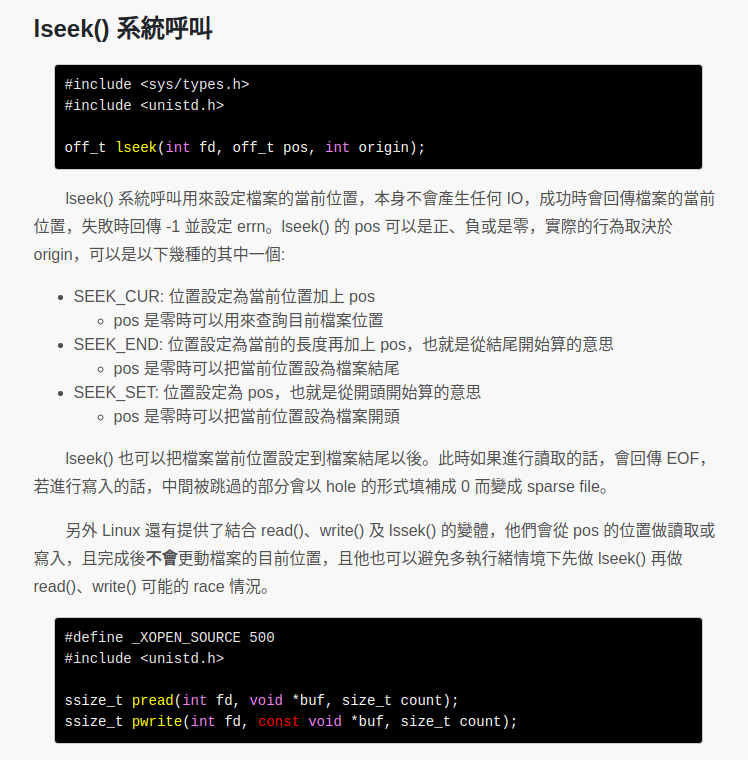 lseek() 系統呼叫
#include <sys/types.h>
#include <unistd.h>
off_t lseek(int fd, off_t pos, int origin);
lseek() 系統呼叫用來設定檔案的當前位置，本身不會產生任何 IO，成功時會回傳檔案的當前
位置，失敗時回傳 -1 並設定 errn。lseek() 的 pos 可以是正、負或是零，實際的行為取決於
origin，可以是以下幾種的其中一個:
SEEK_CUR: 位置設定為當前位置加上 pos
pos 是零時可以用來查詢目前檔案位置
SEEK_END: 位置設定為當前的長度再加上 pos，也就是從結尾開始算的意思
pos 是零時可以把當前位置設為檔案結尾
SEEK_SET: 位置設定為 pos，也就是從開頭開始算的意思
pos 是零時可以把當前位置設為檔案開頭
lseek() 也可以把檔案當前位置設定到檔案結尾以後。此時如果進行讀取的話，會回傳 EOF，
若進行寫入的話，中間被跳過的部分會以 hole 的形式填補成 0 而變成 sparse file。
另外 Linux 還有提供了結合 read()、write() 及 lssek() 的變體，他們會從 pos 的位置做讀取或
寫入，且完成後不會更動檔案的目前位置，且他也可以避免多執行緒情境下先做 lseek() 再做
read()、write() 可能的 race 情況。
#define _XOPEN_SOURCE 500
#include <unistd.h>
ssize_t pread(int fd, void *buf, size_t count);
ssize_t pwrite(int fd, const void *buf, size_t count);